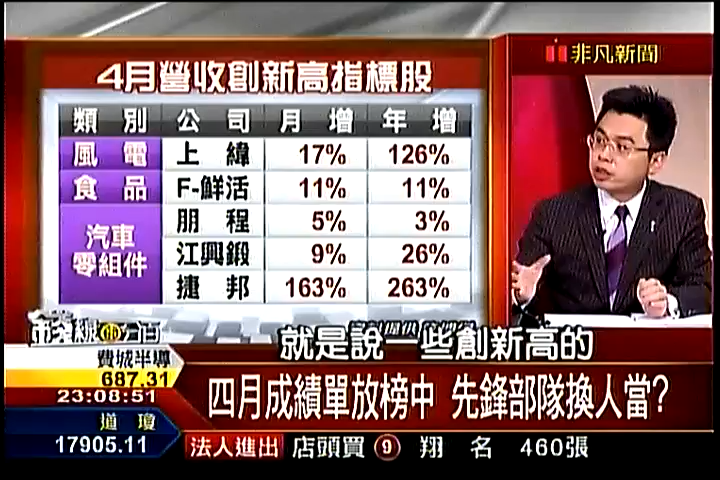 非凡新聞
4月營收創新高指標股
類別 公司 月增 年增
風電 上緯 17% 126%
食品 F-鮮活 11% 11%
汽車零組件 朋程 5% 3%
江興鍛 9% 26%
捷邦 163% 263%
就是說一些創新高的
費城半導
687.31
四月成績單放榜中 先鋒部隊換人當?
23:08:51
道瓊
17905.11
法人進出 店頭買 9 翔名 460張